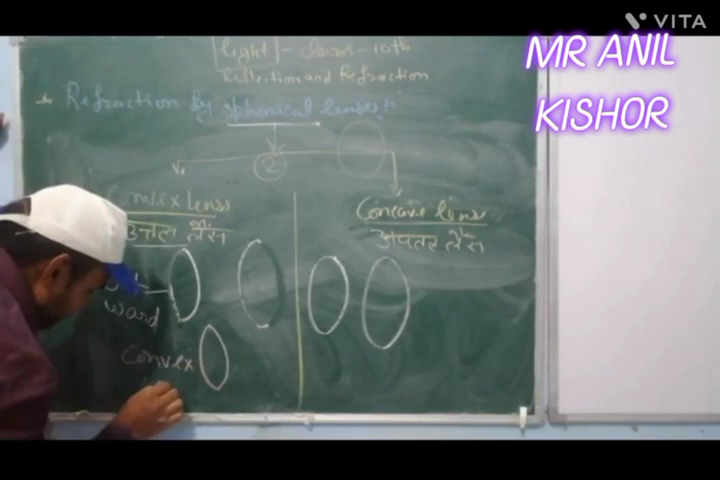 VITA
MR ANIL
KISHOR
light - class - 10th
Reflection and Refraction
* Refraction by spherical lenses:-
2
Convex lens
Concave lens
उत्तल लेंस
अवतल लेंस
ward
Convex